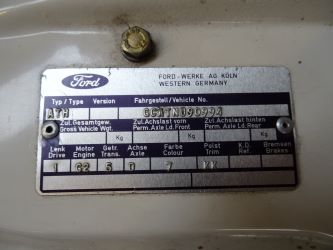 Ford
FORD-WERKE AG KÖLN
WESTERN GERMANY
Typ / Type Version Fahrgestell/Vehicle No.
ATH
Zul.Gesamtgew. Zul.Achslast vorn Zul.Achslast hinten
Gross Vehicle Wgt. Perm. Axle Ld. Front Perm. Axle Ld. Rear
Kg Kg Kg
Lenk Motor Getr. Achse Farbe Polst K.D. Bremsen
Drive Engine Trans. Axle Colour Trim Ref. Brakes
1 G2 5 7